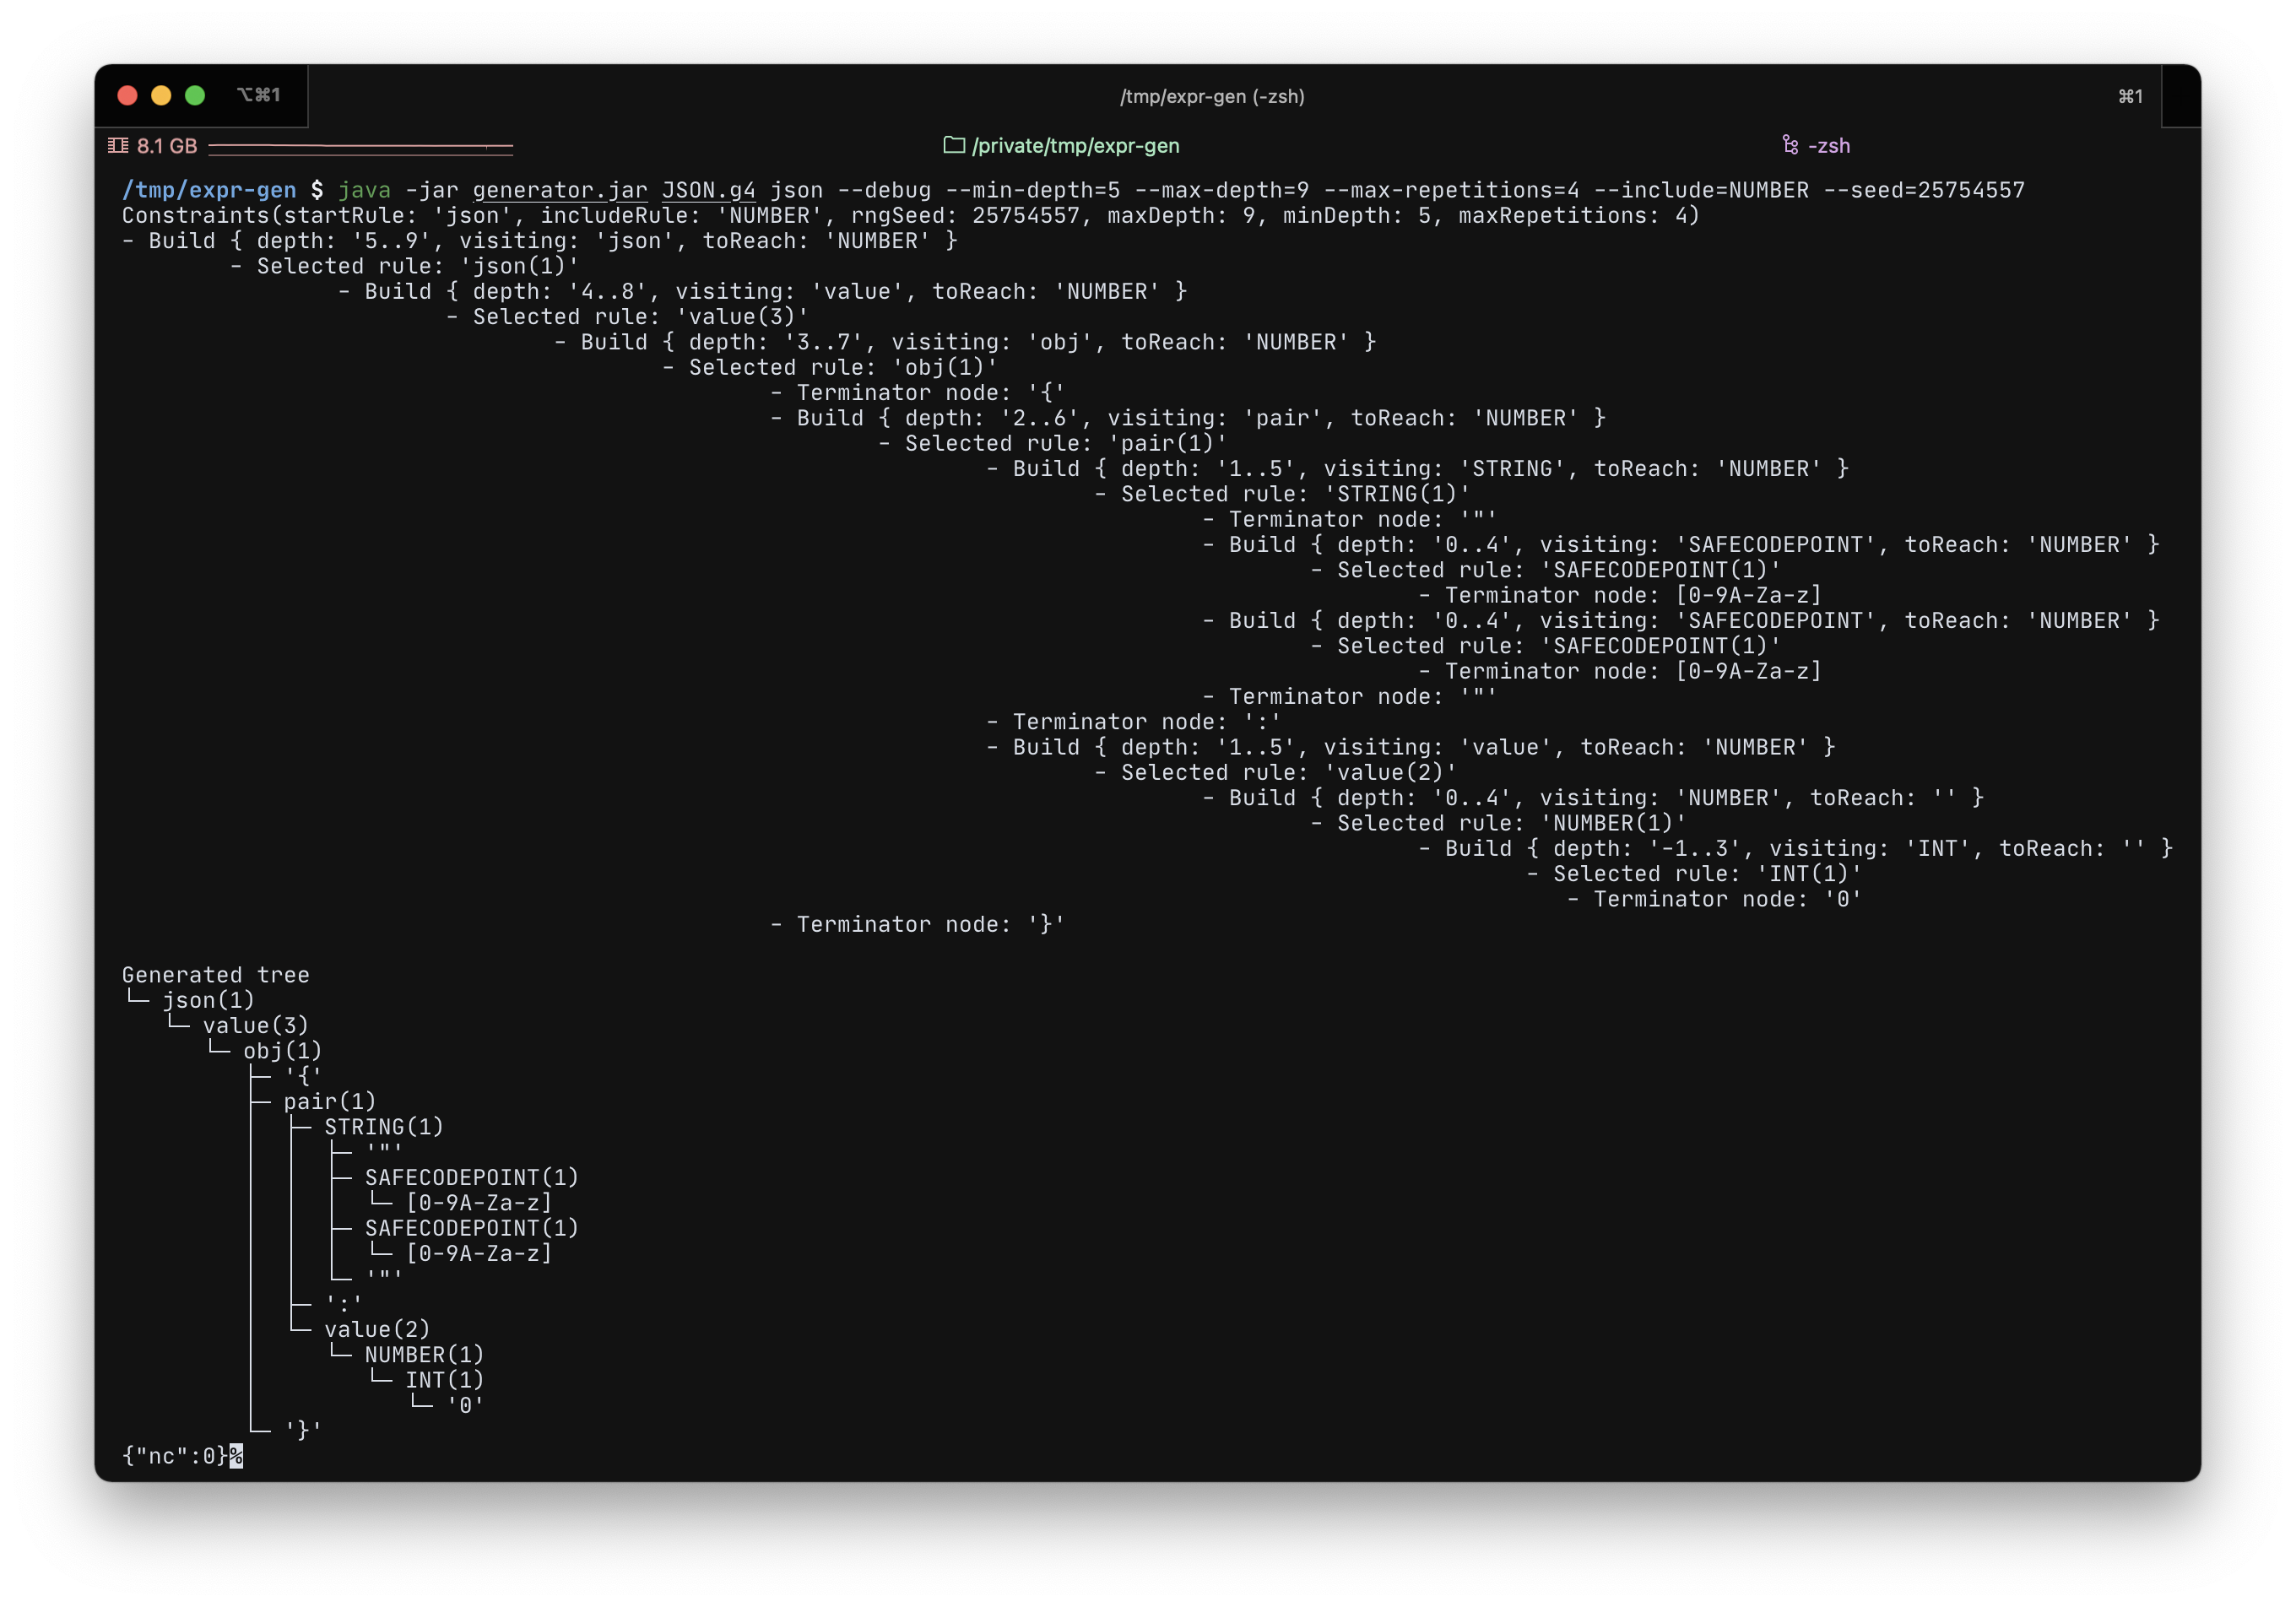 ⌥⌘1 /tmp/expr-gen (-zsh) ⌘1
8.1 GB /private/tmp/expr-gen -zsh
/tmp/expr-gen $ java -jar generator.jar JSON.g4 json --debug --min-depth=5 --max-depth=9 --max-repetitions=4 --include=NUMBER --seed=25754557
Constraints(startRule: 'json', includeRule: 'NUMBER', rngSeed: 25754557, maxDepth: 9, minDepth: 5, maxRepetitions: 4)
- Build { depth: '5..9', visiting: 'json', toReach: 'NUMBER' }
        - Selected rule: 'json(1)'
                - Build { depth: '4..8', visiting: 'value', toReach: 'NUMBER' }
                        - Selected rule: 'value(3)'
                                - Build { depth: '3..7', visiting: 'obj', toReach: 'NUMBER' }
                                        - Selected rule: 'obj(1)'
                                                - Terminator node: '{'
                                                - Build { depth: '2..6', visiting: 'pair', toReach: 'NUMBER' }
                                                        - Selected rule: 'pair(1)'
                                                                - Build { depth: '1..5', visiting: 'STRING', toReach: 'NUMBER' }
                                                                        - Selected rule: 'STRING(1)'
                                                                                - Terminator node: '"'
                                                                                - Build { depth: '0..4', visiting: 'SAFECODEPOINT', toReach: 'NUMBER' }
                                                                                        - Selected rule: 'SAFECODEPOINT(1)'
                                                                                                - Terminator node: [0-9A-Za-z]
                                                                                - Build { depth: '0..4', visiting: 'SAFECODEPOINT', toReach: 'NUMBER' }
                                                                                        - Selected rule: 'SAFECODEPOINT(1)'
                                                                                                - Terminator node: [0-9A-Za-z]
                                                                                - Terminator node: '"'
                                                                - Terminator node: ':'
                                                                - Build { depth: '1..5', visiting: 'value', toReach: 'NUMBER' }
                                                                        - Selected rule: 'value(2)'
                                                                                - Build { depth: '0..4', visiting: 'NUMBER', toReach: '' }
                                                                                        - Selected rule: 'NUMBER(1)'
                                                                                                - Build { depth: '-1..3', visiting: 'INT', toReach: '' }
                                                                                                        - Selected rule: 'INT(1)'
                                                                                                           - Terminator node: '0'
                                                - Terminator node: '}'

Generated tree
└─ json(1)
   └─ value(3)
      └─ obj(1)
         ├─ '{'
         ├─ pair(1)
         │  ├─ STRING(1)
         │  │  ├─ '"'
         │  │  ├─ SAFECODEPOINT(1)
         │  │  │  └─ [0-9A-Za-z]
         │  │  ├─ SAFECODEPOINT(1)
         │  │  │  └─ [0-9A-Za-z]
         │  │  └─ '"'
         │  ├─ ':'
         │  └─ value(2)
         │     └─ NUMBER(1)
         │        └─ INT(1)
         │           └─ '0'
         └─ '}'
{"nc":0}%